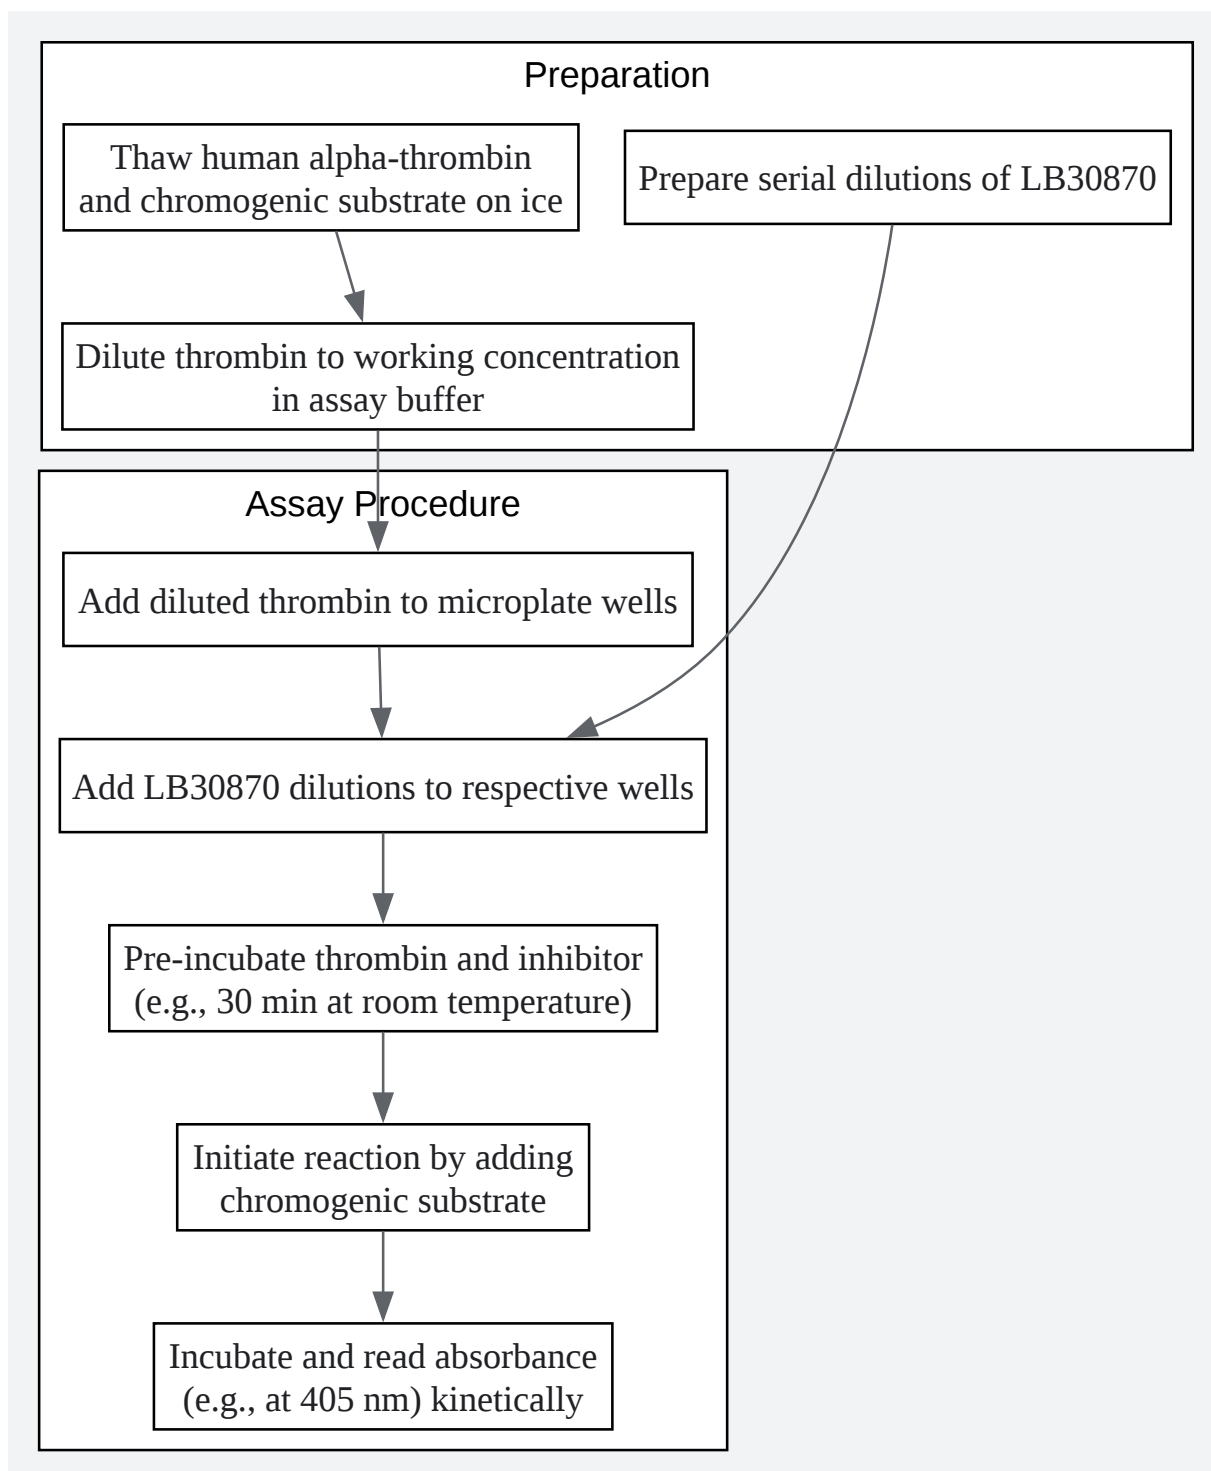 Preparation
Thaw human alpha-thrombin
and chromogenic substrate on ice
Prepare serial dilutions of LB30870
Dilute thrombin to working concentration
in assay buffer
Assay Procedure
Add diluted thrombin to microplate wells
Add LB30870 dilutions to respective wells
Pre-incubate thrombin and inhibitor
(e.g., 30 min at room temperature)
Initiate reaction by adding
chromogenic substrate
Incubate and read absorbance
(e.g., at 405 nm) kinetically